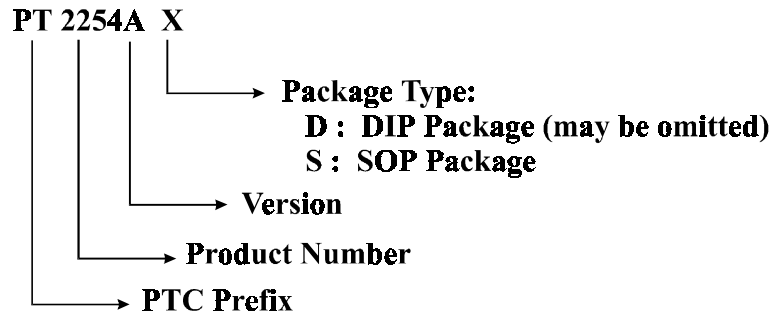 PT 2254A X
Package Type:
D : DIP Package (may be omitted)
S : SOP Package
Version
Product Number
PTC Prefix